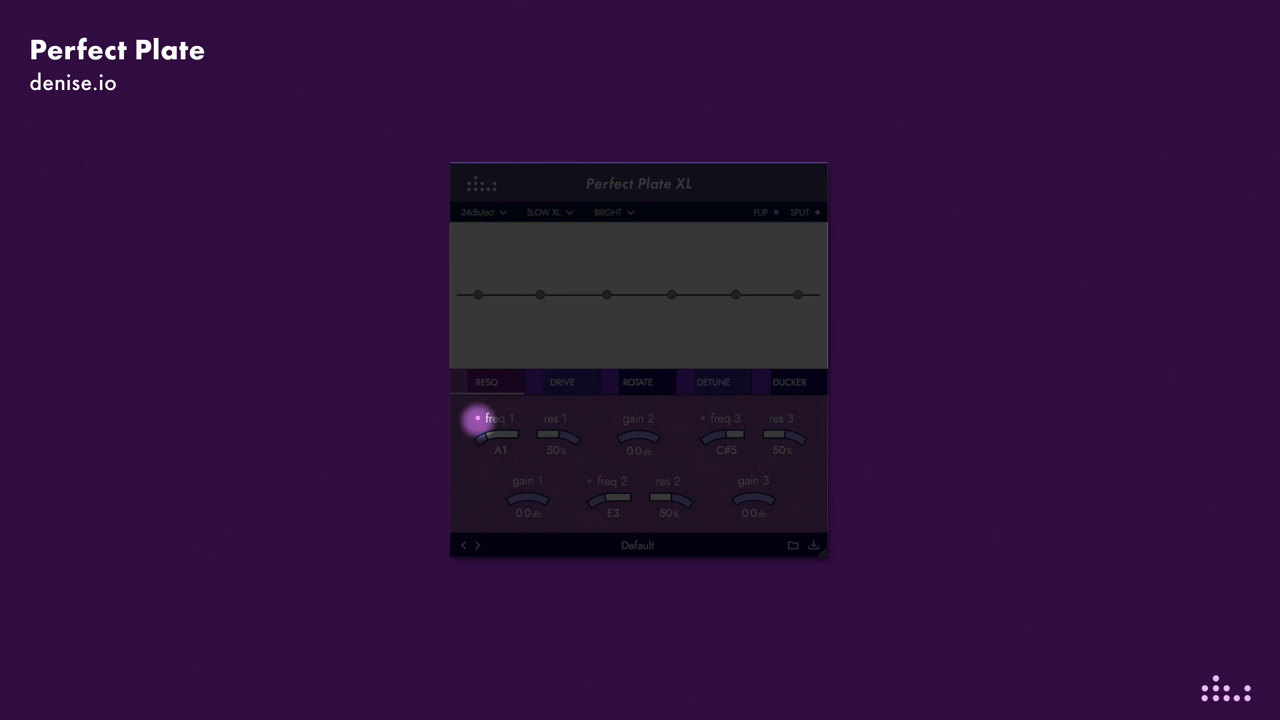 Perfect Plate
denise.io
Perfect Plate XL
24db/oct SLOW XL BRIGHT FLIP SPLIT
RESO DRIVE ROTATE DETUNE DUCKER
freq 1 res 1 gain 2 freq 3 res 3
A1 50% 0.0db C#5 50%
gain 1 freq 2 res 2 gain 3
0.0db E3 50% 0.0db
Default